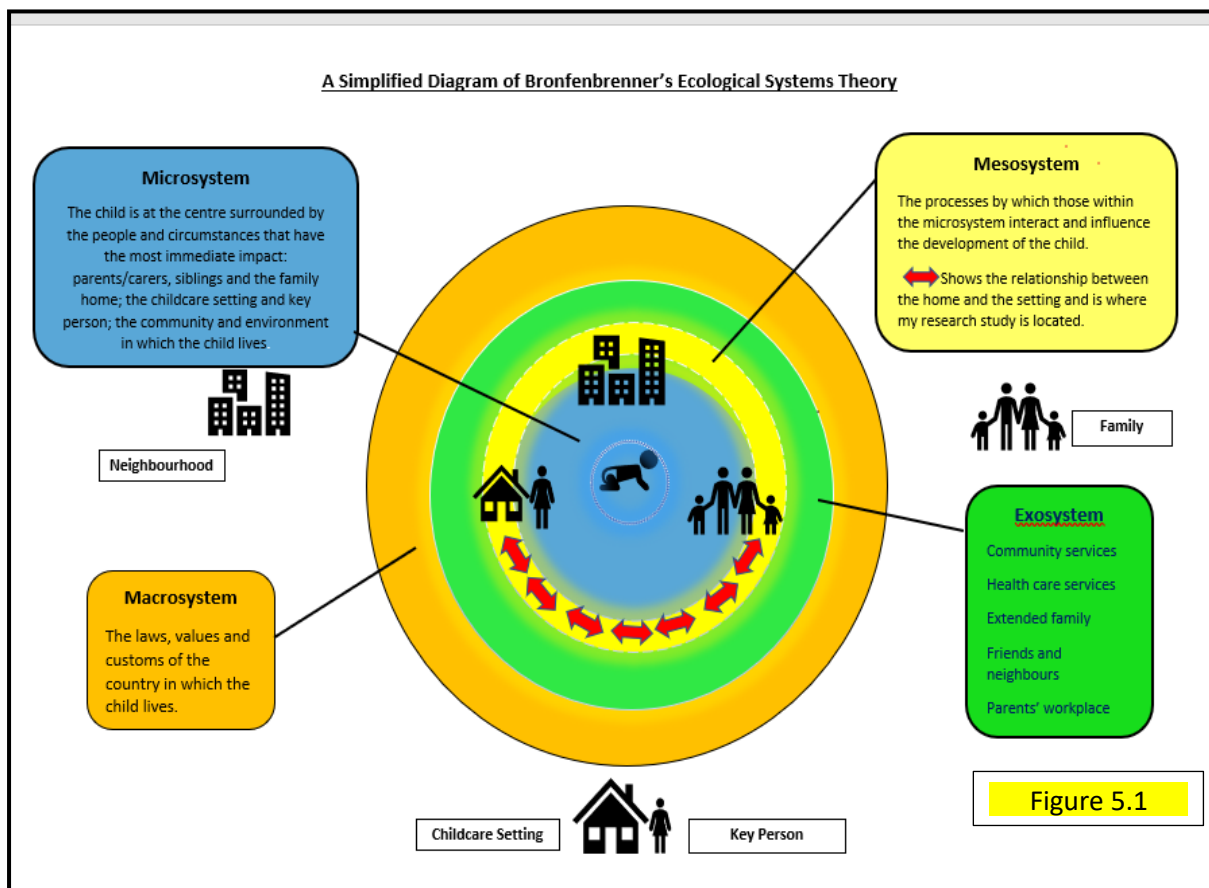 A Simplified Diagram of Bronfenbrenner's Ecological Systems Theory
Microsystem
The child is at the centre surrounded by
the people and circumstances that have
the most immediate impact:
parents/carers, siblings and the family
home; the childcare setting and key
person; the community and environment
in which the child lives.
Mesosystem
The processes by which those within
the microsystem interact and influence
the development of the child.
Shows the relationship between
the home and the setting and is where
my research study is located.
Neighbourhood
Family
Exosystem
Community services
Health care services
Extended family
Friends and
neighbours
Parents' workplace
Macrosystem
The laws, values and
customs of the
country in which the
child lives.
Childcare Setting
Key Person
Figure 5.1